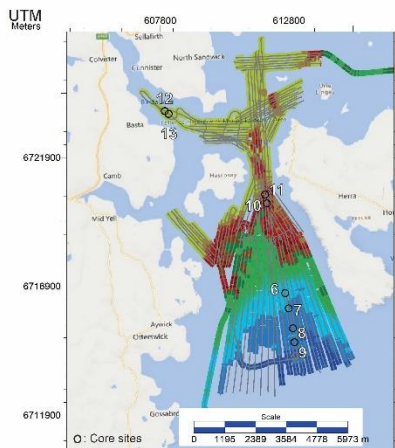 UTM
Meters
607800
612800
Sellafirth
Colvister
North Sandwick
Cunnister
12
13
Basta
6721900
Camb
11
10
Herra
Mid Yell
6716900
6
7
Aywick
8
Otterswick
9
6711900
Gossabrough
Scale
0 1195 2389 3584 4778 5973 m
O: Core sites